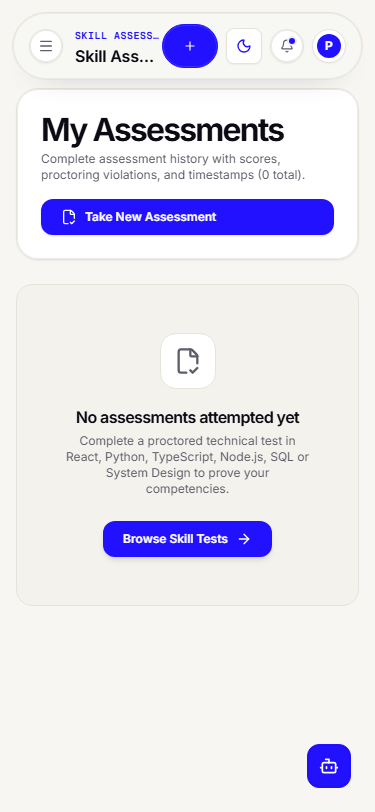 SKILL ASSESS…
Skill Ass...
P
My Assessments
Complete assessment history with scores,
proctoring violations, and timestamps (0 total).
Take New Assessment
No assessments attempted yet
Complete a proctored technical test in
React, Python, TypeScript, Node.js, SQL or
System Design to prove your
competencies.
Browse Skill Tests